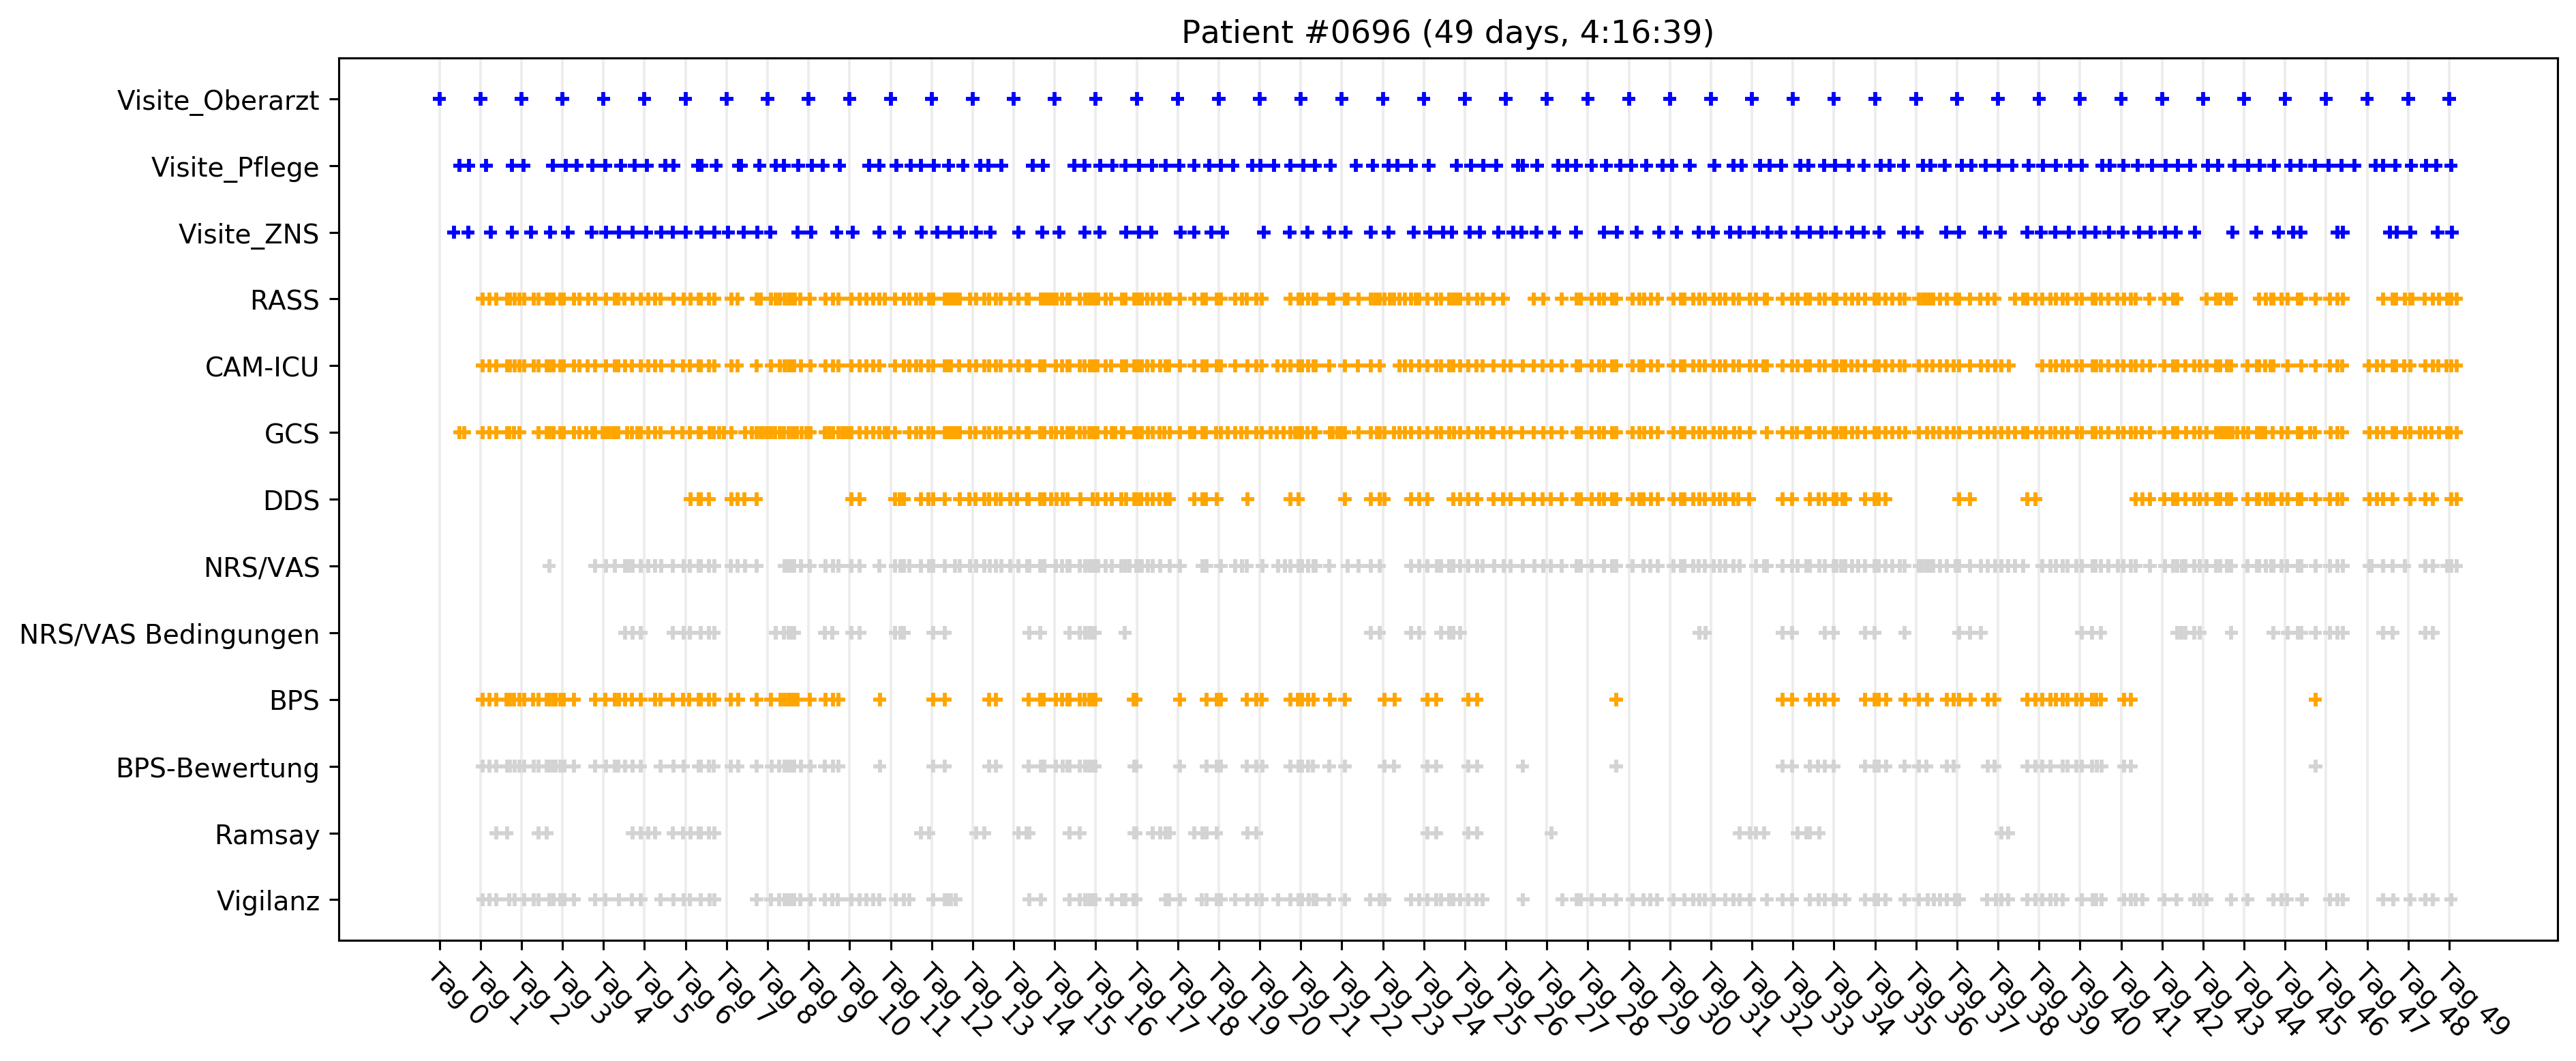 Patient #0696 (49 days, 4:16:39)
Visite_Oberarzt
Visite_Pflege
Visite_ZNS
RASS
CAM-ICU
GCS
DDS
NRS/VAS
NRS/VAS Bedingungen
BPS
BPS-Bewertung
Ramsay
Vigilanz
Tag 0
Tag 1
Tag 2
Tag 3
Tag 4
Tag 5
Tag 6
Tag 7
Tag 8
Tag 9
Tag 10
Tag 11
Tag 12
Tag 13
Tag 14
Tag 15
Tag 16
Tag 17
Tag 18
Tag 19
Tag 20
Tag 21
Tag 22
Tag 23
Tag 24
Tag 25
Tag 26
Tag 27
Tag 28
Tag 29
Tag 30
Tag 31
Tag 32
Tag 33
Tag 34
Tag 35
Tag 36
Tag 37
Tag 38
Tag 39
Tag 40
Tag 41
Tag 42
Tag 43
Tag 44
Tag 45
Tag 46
Tag 47
Tag 48
Tag 49